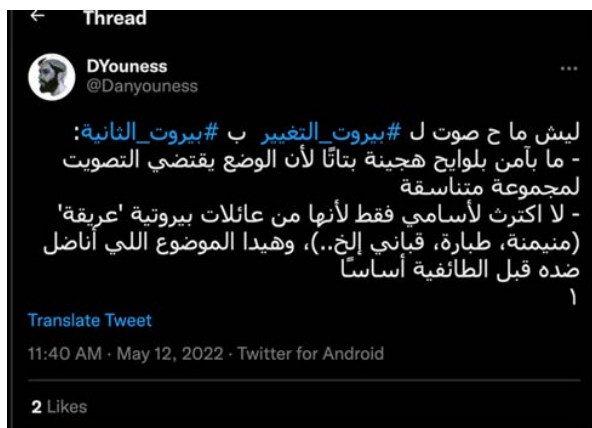 Thread
DYouness
@Danyouness
ليش ما ح صوت ل #بيروت_التغيير ب #بيروت_الثانية:
- ما بآمن بلوايح هجينة بتاتًا لأن الوضع يقتضي التصويت
لمجموعة متناسقة
- لا اكترث لأسامي فقط لأنها من عائلات بيروتية 'عريقة'
(منيمنة، طبارة، قباني إلخ..)، وهيدا الموضوع اللي أناضل
ضده قبل الطائفية أساسًا
١
Translate Tweet
11:40 AM · May 12, 2022 · Twitter for Android
2 Likes